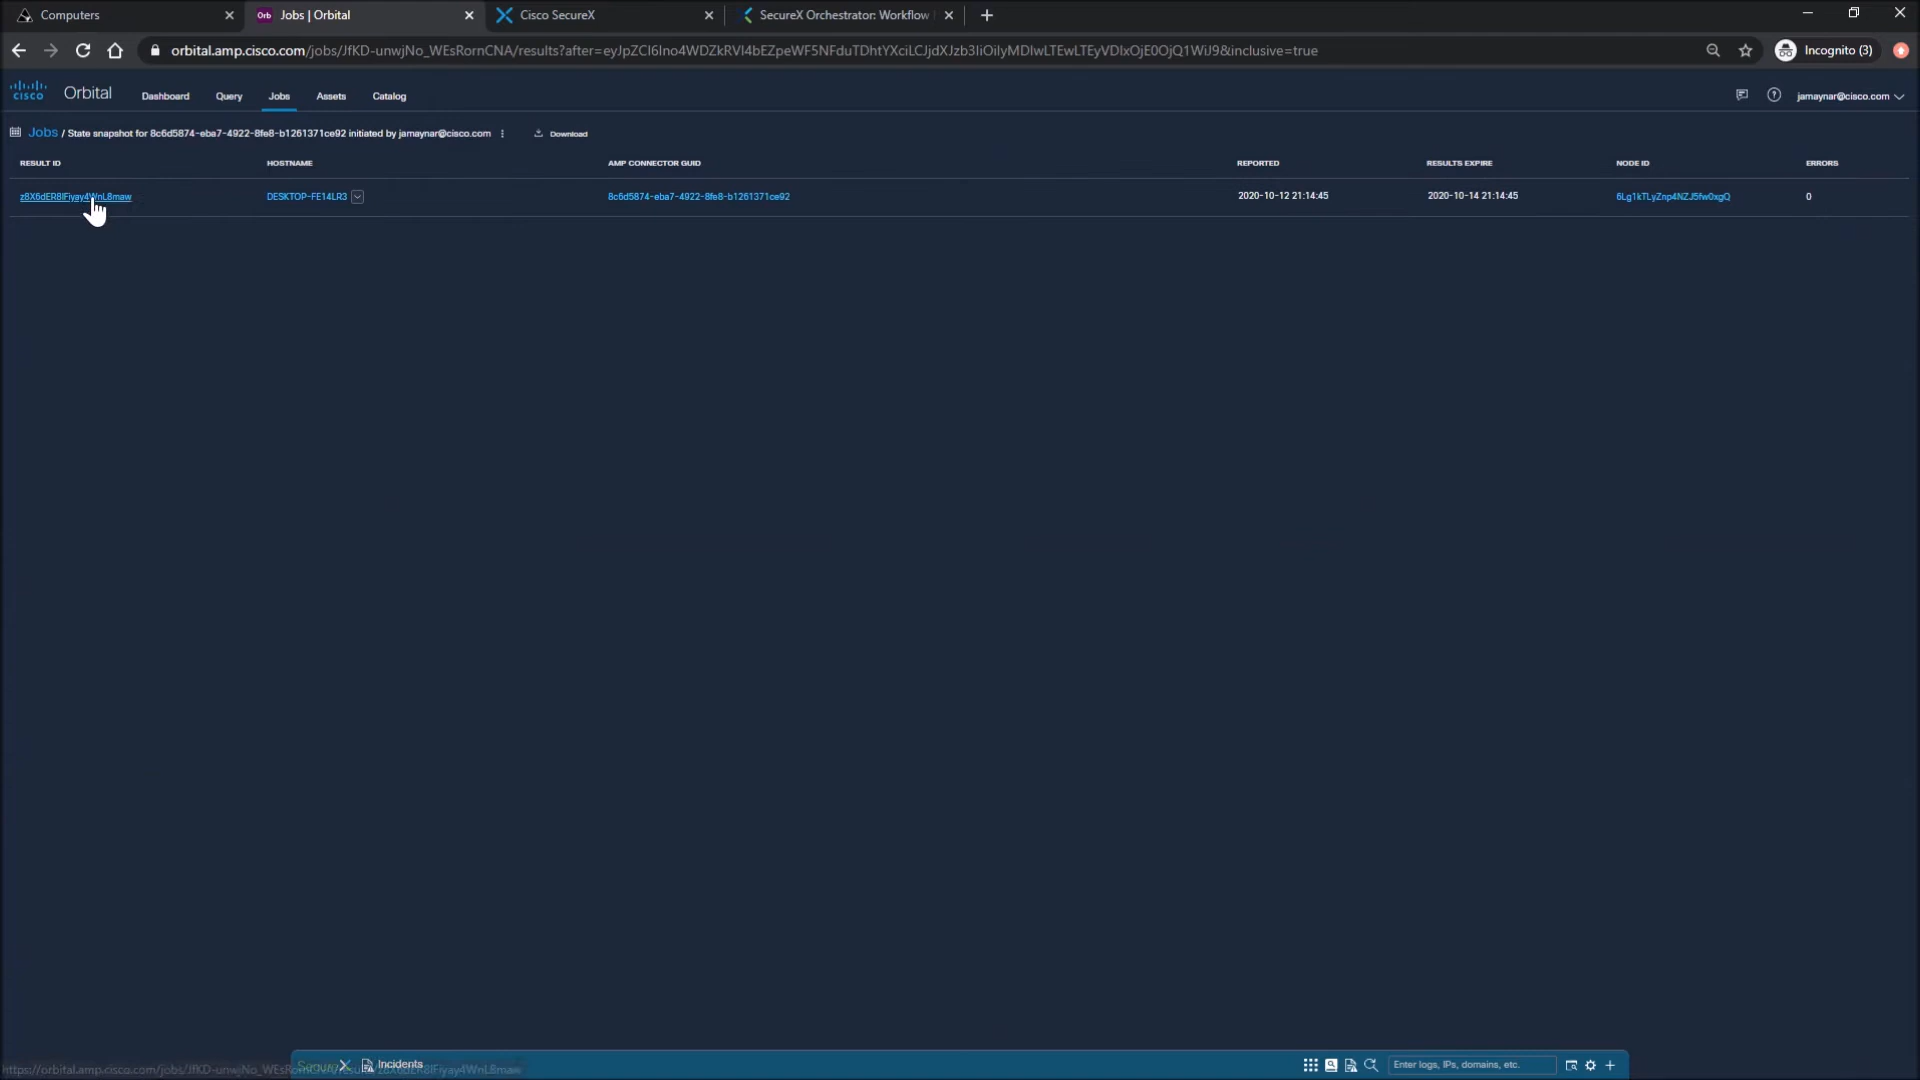 Computers
Orb Jobs | Orbital
Cisco SecureX
SecureX Orchestrator: Workflow
orbital.amp.cisco.com/jobs/JfKD-unwjNo_WEsRornCNA/results?after=eyJpZCI6Ino4WDZkRVI4bEZpeWF5NFduTDhtYXciLCJjdXJzb3IiOiIyMDIwLTEwLTEyVDIxOjE0OjQ1WiJ9&inclusive=true
Incognito (3)
cisco Orbital Dashboard Query Jobs Assets Catalog
jamaynar@cisco.com
Jobs / State snapshot for 8c6d5874-eba7-4922-8fe8-b1261371ce92 initiated by jamaynar@cisco.com Download
RESULT ID HOSTNAME AMP CONNECTOR GUID REPORTED RESULTS EXPIRE NODE ID ERRORS
z8X6dER8lFiyay4WnL8maw DESKTOP-FE14LR3 8c6d5874-eba7-4922-8fe8-b1261371ce92 2020-10-12 21:14:45 2020-10-14 21:14:45 6Lg1kTLyZnp4NZJ5fw0xgQ 0
Incidents
Enter logs, IPs, domains, etc.